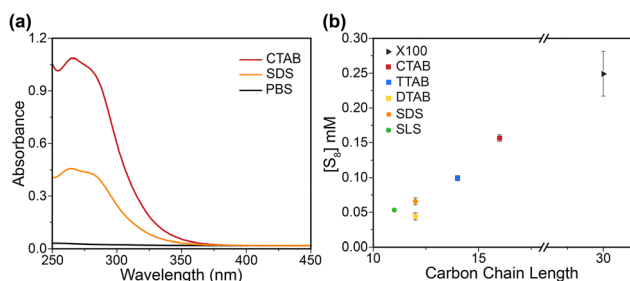 (a)
1.2
0.9
0.6
0.3
0.0
Absorbance
CTAB
SDS
PBS
250 300 350 400 450
Wavelength (nm)
(b)
0.30
0.25
0.20
0.15
0.10
0.05
0.00
[S₈] mM
X100
CTAB
TTAB
DTAB
SDS
SLS
10 15 30
Carbon Chain Length